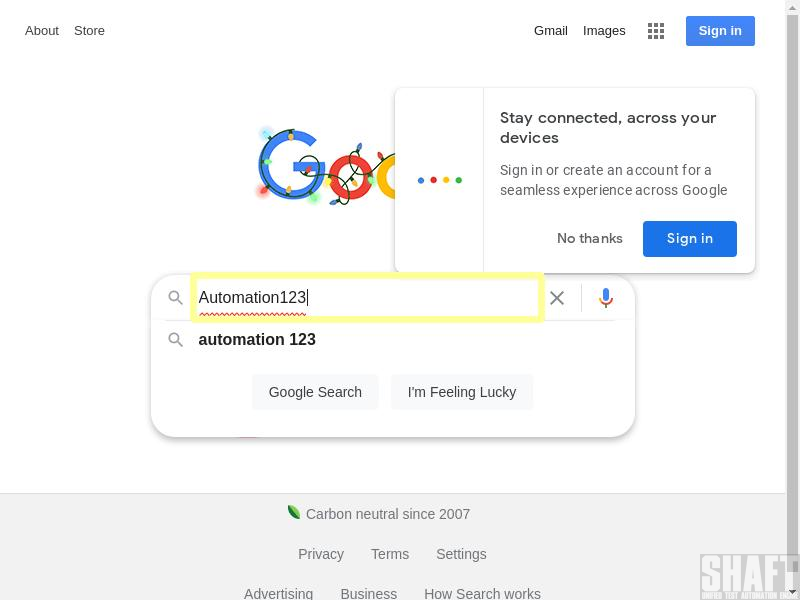 About Store
Gmail Images Sign in
Goo
Stay connected, across your
devices
Sign in or create an account for a
seamless experience across Google
No thanks Sign in
Automation123
automation 123
Google Search I'm Feeling Lucky
Carbon neutral since 2007
Privacy Terms Settings
Advertising Business How Search works
SHAFT